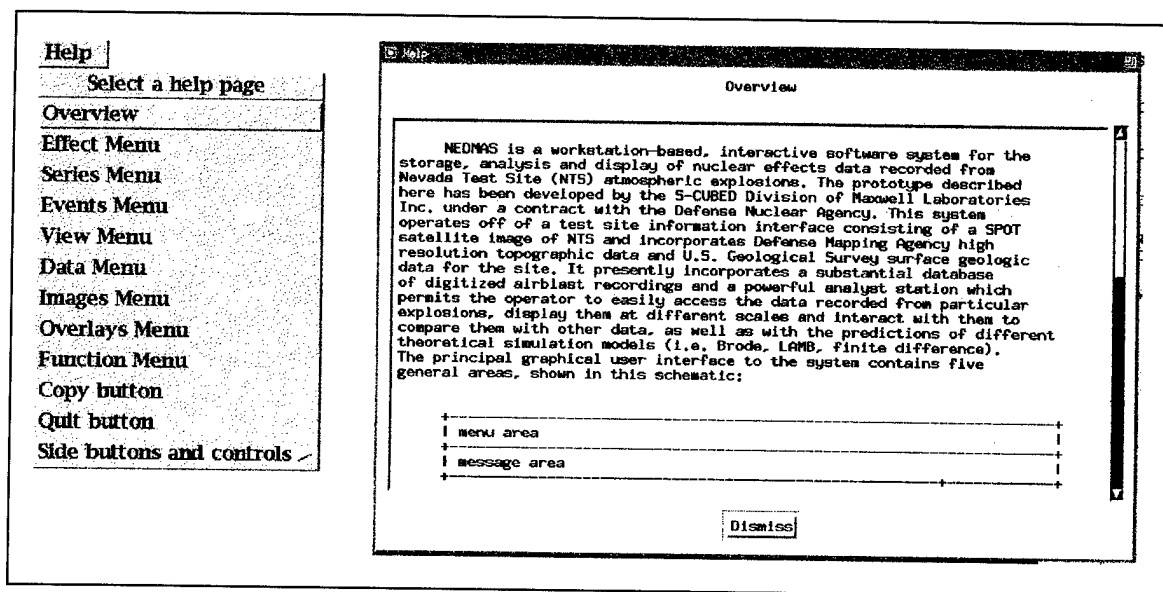 Help
Select a help page
Overview
Effect Menu
Series Menu
Events Menu
View Menu
Data Menu
Images Menu
Overlays Menu
Function Menu
Copy button
Quit button
Side buttons and controls
Help
Overview
NEDMAS is a workstation-based, interactive software system for the
storage, analysis and display of nuclear effects data recorded from
Nevada Test Site (NTS) atmospheric explosions. The prototype described
here has been developed by the S-CUBED Division of Maxwell Laboratories
Inc. under a contract with the Defense Nuclear Agency. This system
operates off of a test site information interface consisting of a SPOT
satellite image of NTS and incorporates Defense Mapping Agency high
resolution topographic data and U.S. Geological Survey surface geologic
data for the site. It presently incorporates a substantial database
of digitized airblast recordings and a powerful analyst station which
permits the operator to easily access the data recorded from particular
explosions, display them at different scales and interact with them to
compare them with other data, as well as with the predictions of different
theoretical simulation models (i.e. Brode, LAMB, finite difference).
The principal graphical user interface to the system contains five
general areas, shown in this schematic:
menu area
message area
Dismiss